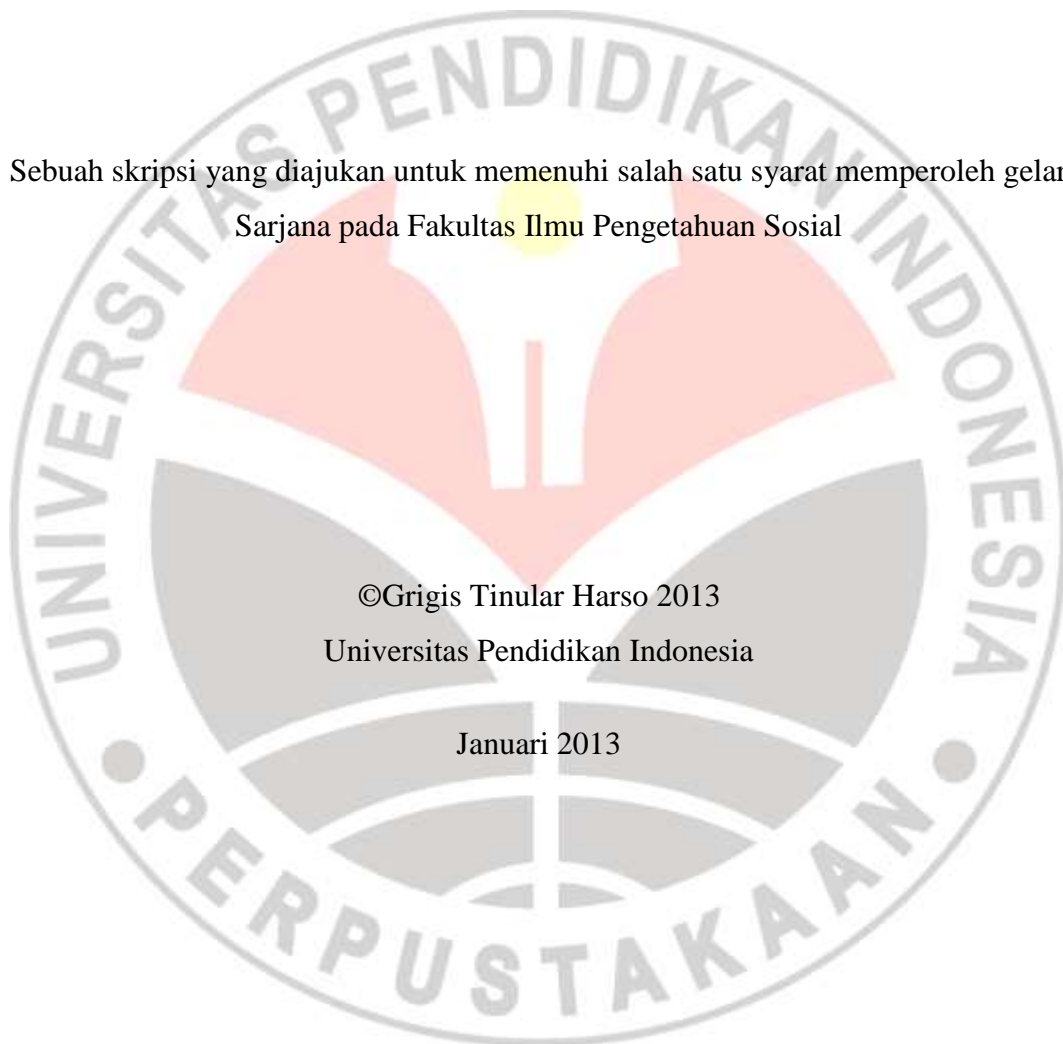 UNIVERSITAS PENDIDIKAN INDONESIA
Sebuah skripsi yang diajukan untuk memenuhi salah satu syarat memperoleh gelar
Sarjana pada Fakultas Ilmu Pengetahuan Sosial
©Grigis Tinular Harso 2013
Universitas Pendidikan Indonesia
Januari 2013
PERPUSTAKAAN